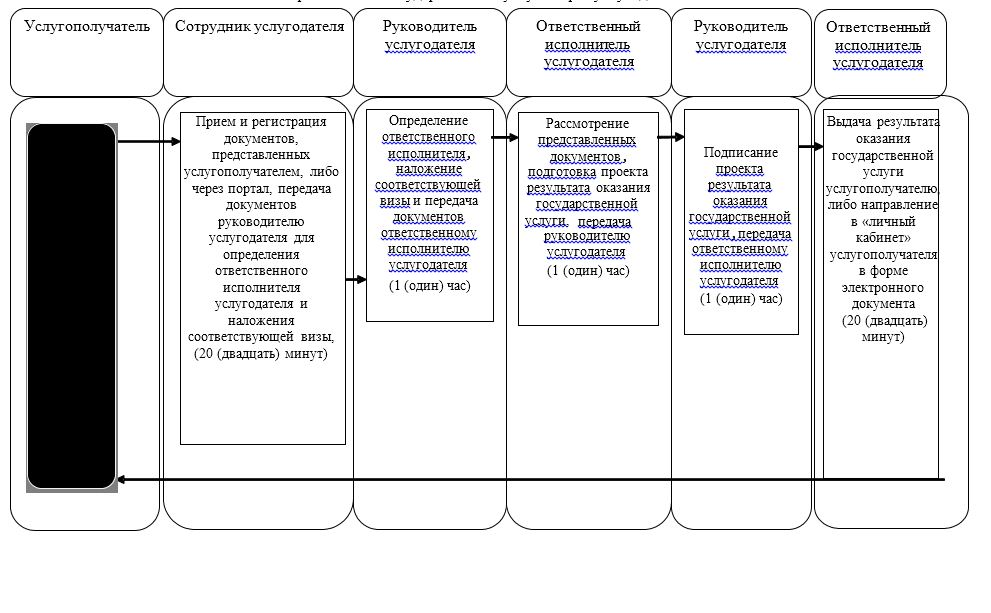 Услугополучатель
Сотрудник услугодателя
Руководитель
услугодателя
Ответственный
исполнитель
услугодателя
Руководитель
услугодателя
Ответственный
исполнитель
услугодателя
Прием и регистрация
документов,
представленных
услугополучателем, либо
через портал, передача
документов
руководителю
услугодателя для
определения
ответственного
исполнителя
услугодателя и
наложения
соответствующей визы,
(20 (двадцать) минут)
Определение
ответственного
исполнителя,
наложение
соответствующей
визы и передача
документов
ответственному
исполнителю
услугодателя
(1 (один) час)
Рассмотрение
представленных
документов,
подготовка проекта
результата оказания
государственной
услуги, передача
руководителю
услугодателя
(1 (один) час)
Подписание
проекта
результата
оказания
государственной
услуги, передача
ответственному
исполнителю
услугодателя
(1 (один) час)
Выдача результата
оказания
государственной
услуги
услугополучателю,
либо направление
в «личный
кабинет»
услугополучателя
в форме
электронного
документа
(20 (двадцать)
минут)